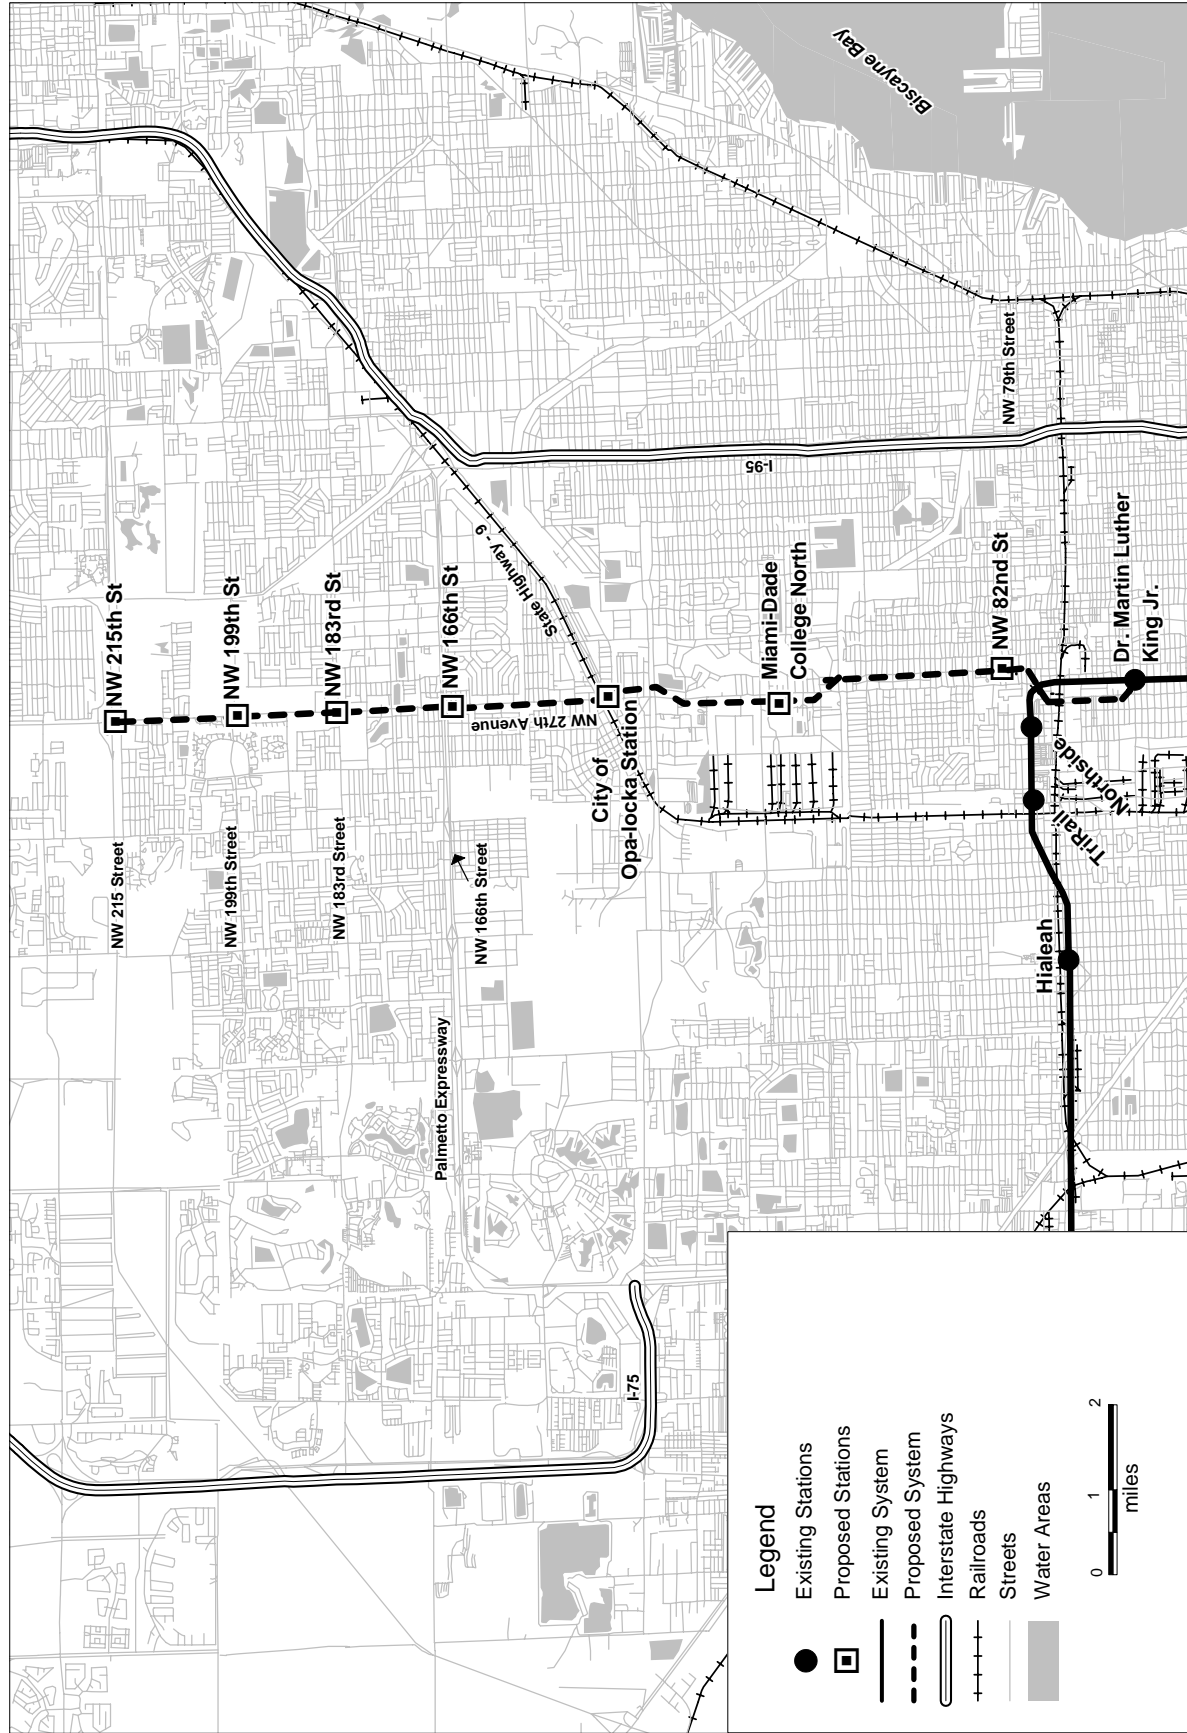 Biscayne Bay
NW 79th Street
I-95
State Highway - 9
NW 215th St
NW 199th St
NW 183rd St
NW 166th St
NW 27th Avenue
City of
Opa-locka Station
Miami-Dade
College North
NW 82nd St
Dr. Martin Luther
King Jr.
Northside
TriRail
Hialeah
NW 215 Street
NW 199th Street
NW 183rd Street
NW 166th Street
Palmetto Expressway
I-75
Legend
Existing Stations
Proposed Stations
Existing System
Proposed System
Interstate Highways
Railroads
Streets
Water Areas
0 1 2
miles